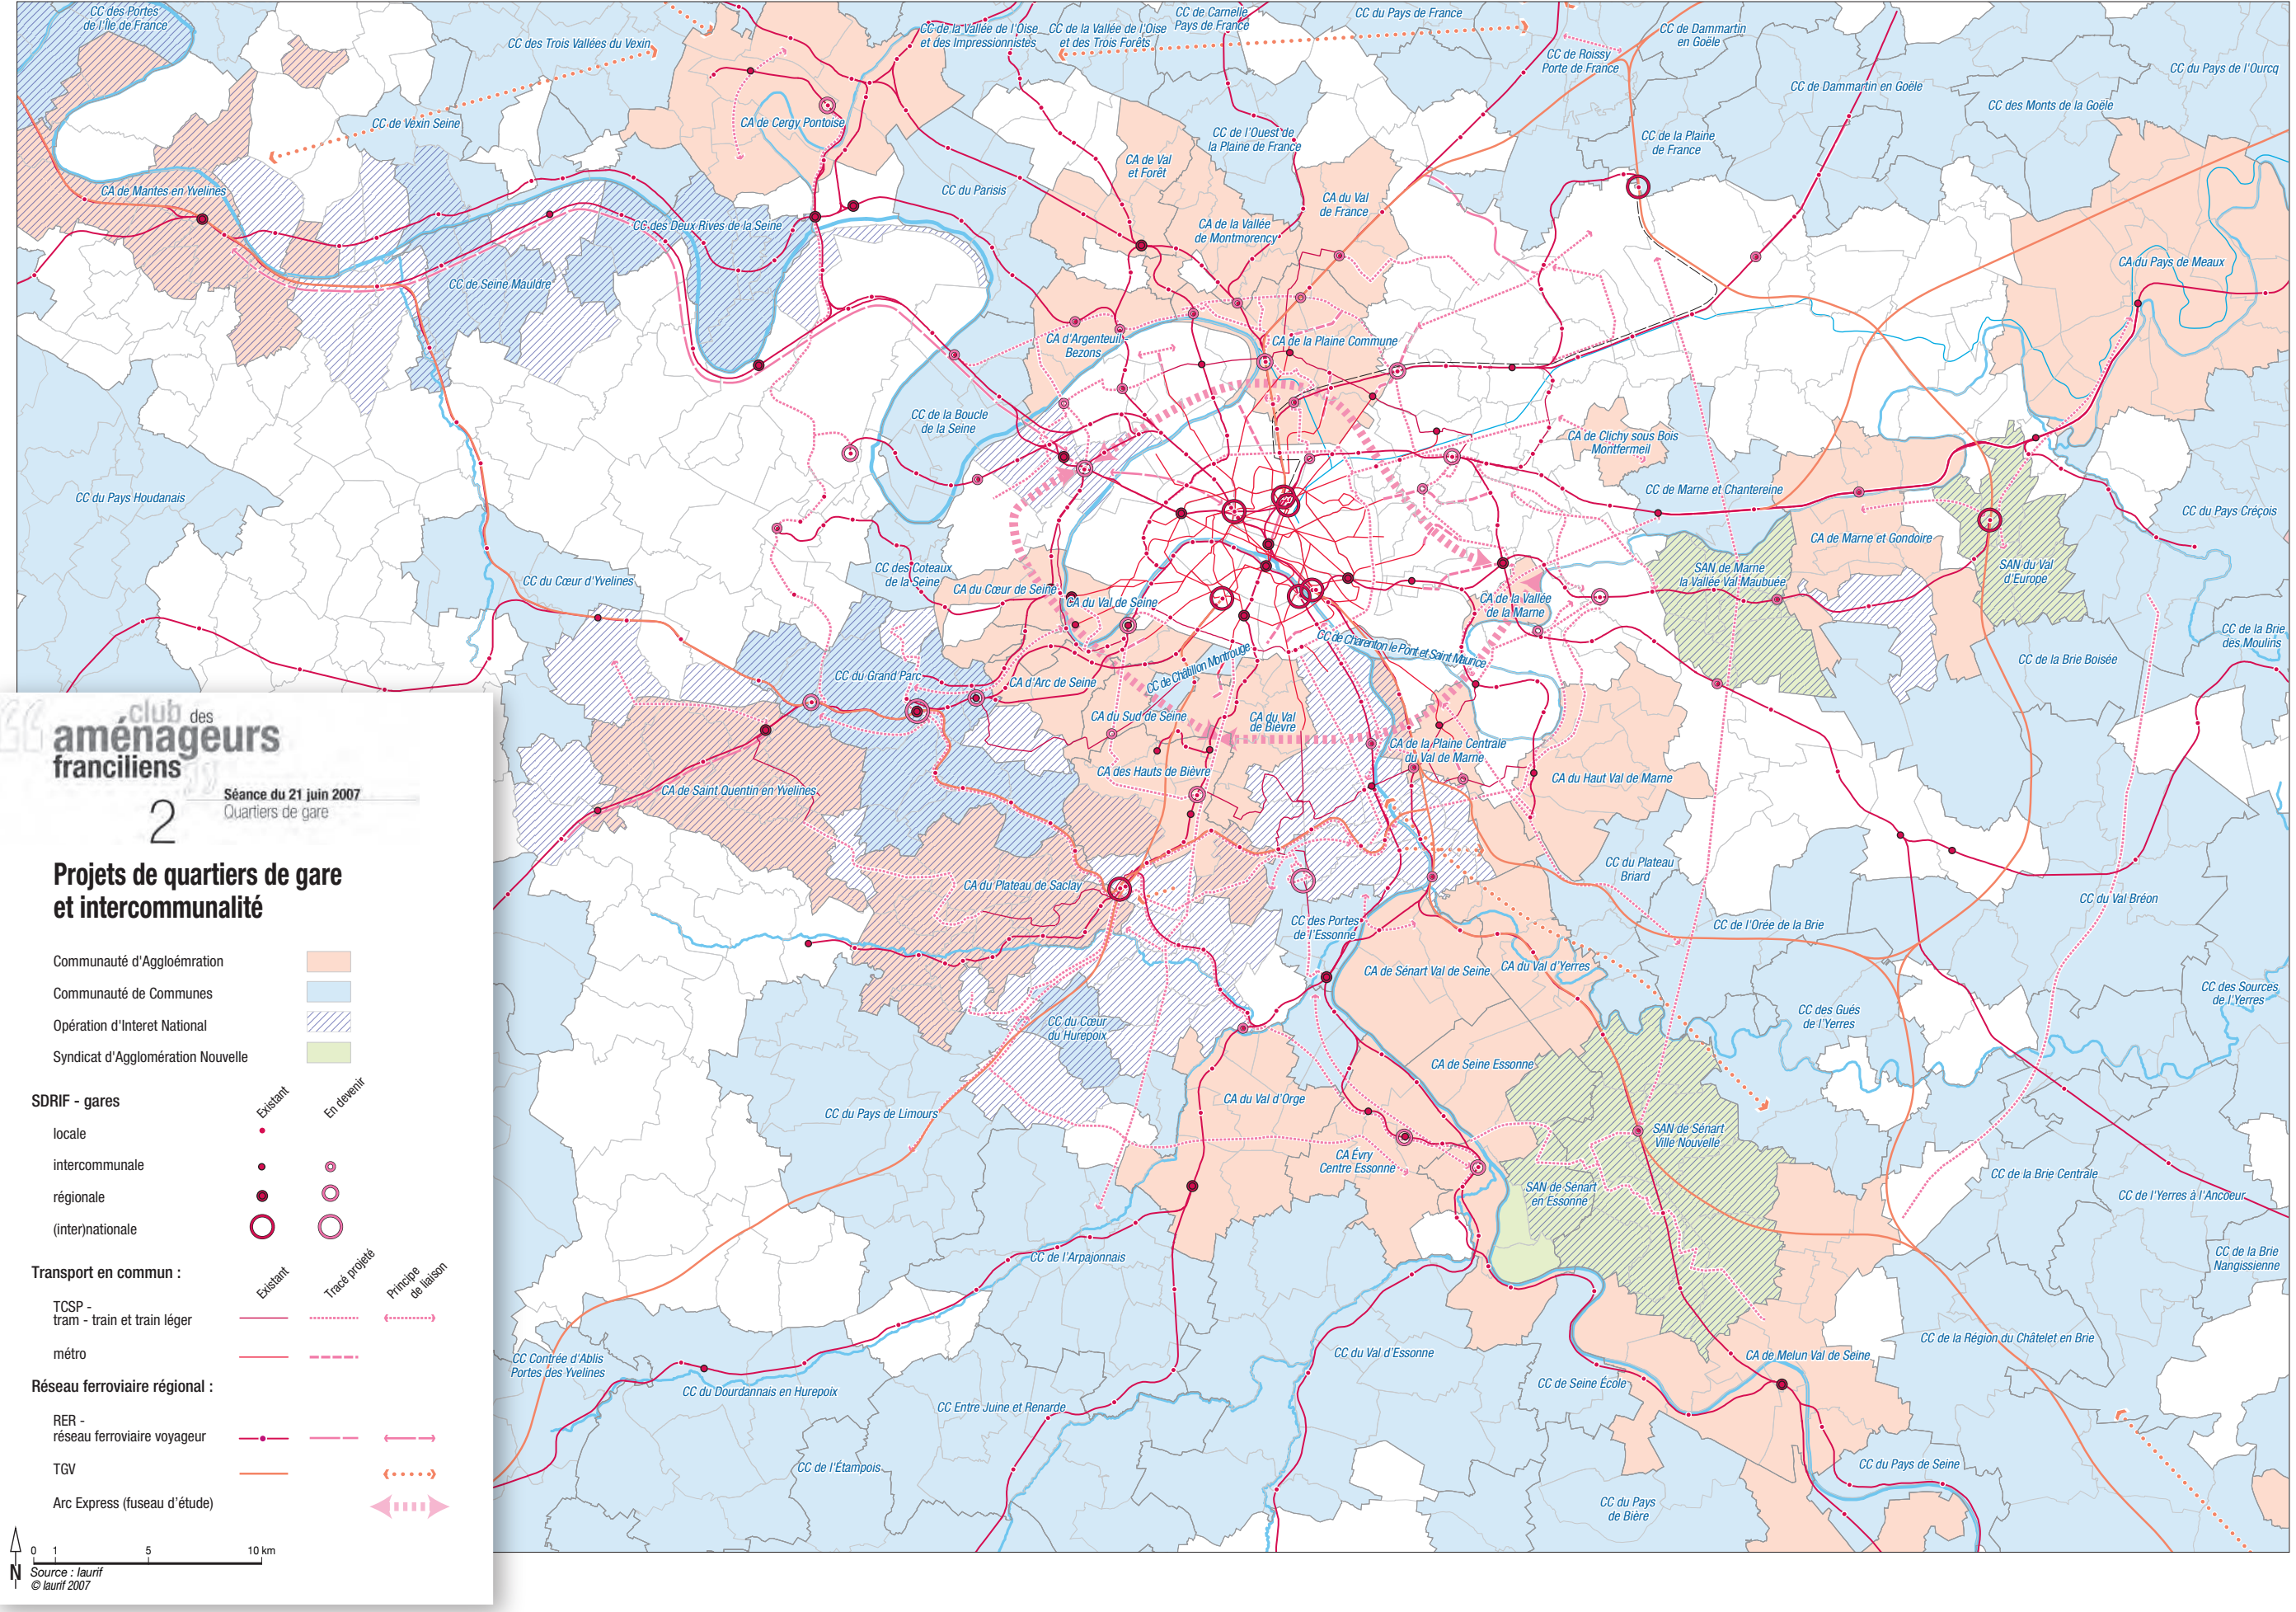 CC des Portes
de l'Île de France
CC des Trois Vallées du Vexin
CC de la Vallée de l'Oise
et des Impressionnistes
CC de la Vallée de l'Oise
et des Trois Forêts
CC de Carnelle
Pays de France
CC du Pays de France
CC de Roissy
Porte de France
CC de Dammartin
en Goële
CC de Dammartin en Goële
CC du Pays de l'Ourcq
CC des Monts de la Goële
CC de Vexin Seine
CA de Cergy Pontoise
CC de l'Ouest de
la Plaine de France
CC de la Plaine
de France
CA de Val
et Forêt
CA de Mantes en Yvelines
CC du Parisis
CA du Val
de France
CC des Deux Rives de la Seine
CA de la Vallée
de Montmorency
CA du Pays de Meaux
CC de Seine Mauldre
CA d'Argenteuil-
Bezons
CA de la Plaine Commune
CC de la Boucle
de la Seine
CA de Clichy sous Bois
Montfermeil
CC du Pays Houdanais
CC de Marne et Chantereine
CC du Pays Créçois
CA de Marne et Gondoire
CC du Cœur d'Yvelines
CC des Coteaux
de la Seine
SAN de Marne
la Vallée Val Maubuée
SAN du Val
d'Europe
CA du Cœur de Seine
CA du Val de Seine
CA de la Vallée
de la Marne
CC de Charenton le Pont et Saint Maurice
CC de la Brie
des Moulins
CC de Châtillon Montrouge
CC de la Brie Boisée
CC du Grand Parc
CA d'Arc de Seine
CA du Sud de Seine
CA du Val
de Bièvre
CA de la Plaine Centrale
du Val de Marne
CA des Hauts de Bièvre
CA du Haut Val de Marne
CA de Saint Quentin en Yvelines
CA du Plateau de Saclay
CC du Plateau
Briard
CC du Val Bréon
CC des Portes
de l'Essonne
CC de l'Orée de la Brie
CA de Sénart Val de Seine
CA du Val d'Yerres
CC des Sources
de l'Yerres
CC des Gués
de l'Yerres
CC du Cœur
du Hurepoix
CA de Seine Essonne
CC du Pays de Limours
CA du Val d'Orge
SAN de Sénart
Ville Nouvelle
CA Évry
Centre Essonne
CC de la Brie Centrale
SAN de Sénart
en Essonne
CC de l'Yerres à l'Ancoeur
CC de l'Arpajonnais
CC de la Brie
Nangissienne
CC Contrée d'Ablis
Portes des Yvelines
CC du Val d'Essonne
CC de la Région du Châtelet en Brie
CA de Melun Val de Seine
CC du Dourdannais en Hurepoix
CC de Seine École
CC Entre Juine et Renarde
CC de l'Étampois
CC du Pays de Seine
CC du Pays
de Bière
club des
aménageurs
franciliens
2
Séance du 21 juin 2007
Quartiers de gare
Projets de quartiers de gare
et intercommunalité
Communauté d'Aggloémration
Communauté de Communes
Opération d'Interet National
Syndicat d'Agglomération Nouvelle
SDRIF - gares
Existant
En devenir
locale
intercommunale
régionale
(inter)nationale
Transport en commun :
Existant
Tracé projeté
Principe
de liaison
TCSP -
tram - train et train léger
métro
Réseau ferroviaire régional :
RER -
réseau ferroviaire voyageur
TGV
Arc Express (fuseau d'étude)
0 1 5 10 km
N
Source : Iaurif
© Iaurif 2007